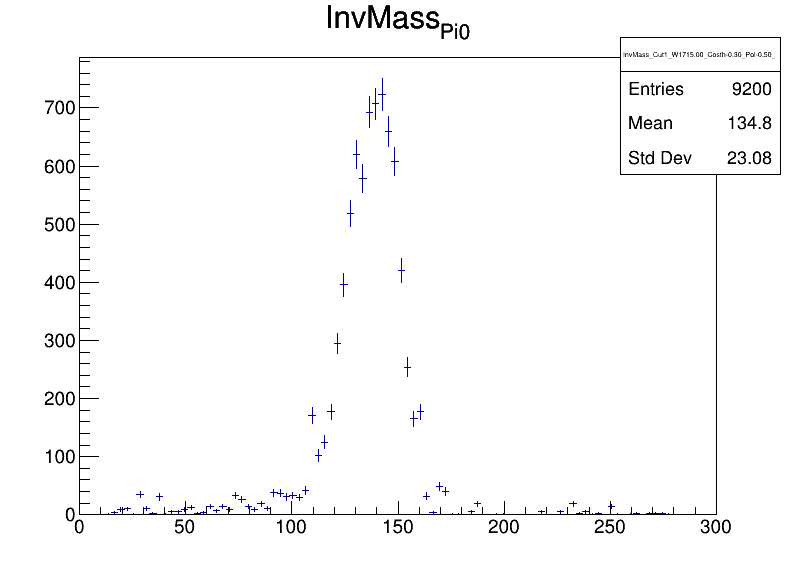 InvMass_Pi0
InvMass_Cut1_W1715.00_Costh-0.30_Pol-0.50_
Entries 9200
Mean 134.8
Std Dev 23.08
700
600
500
400
300
200
100
0
0 50 100 150 200 250 300